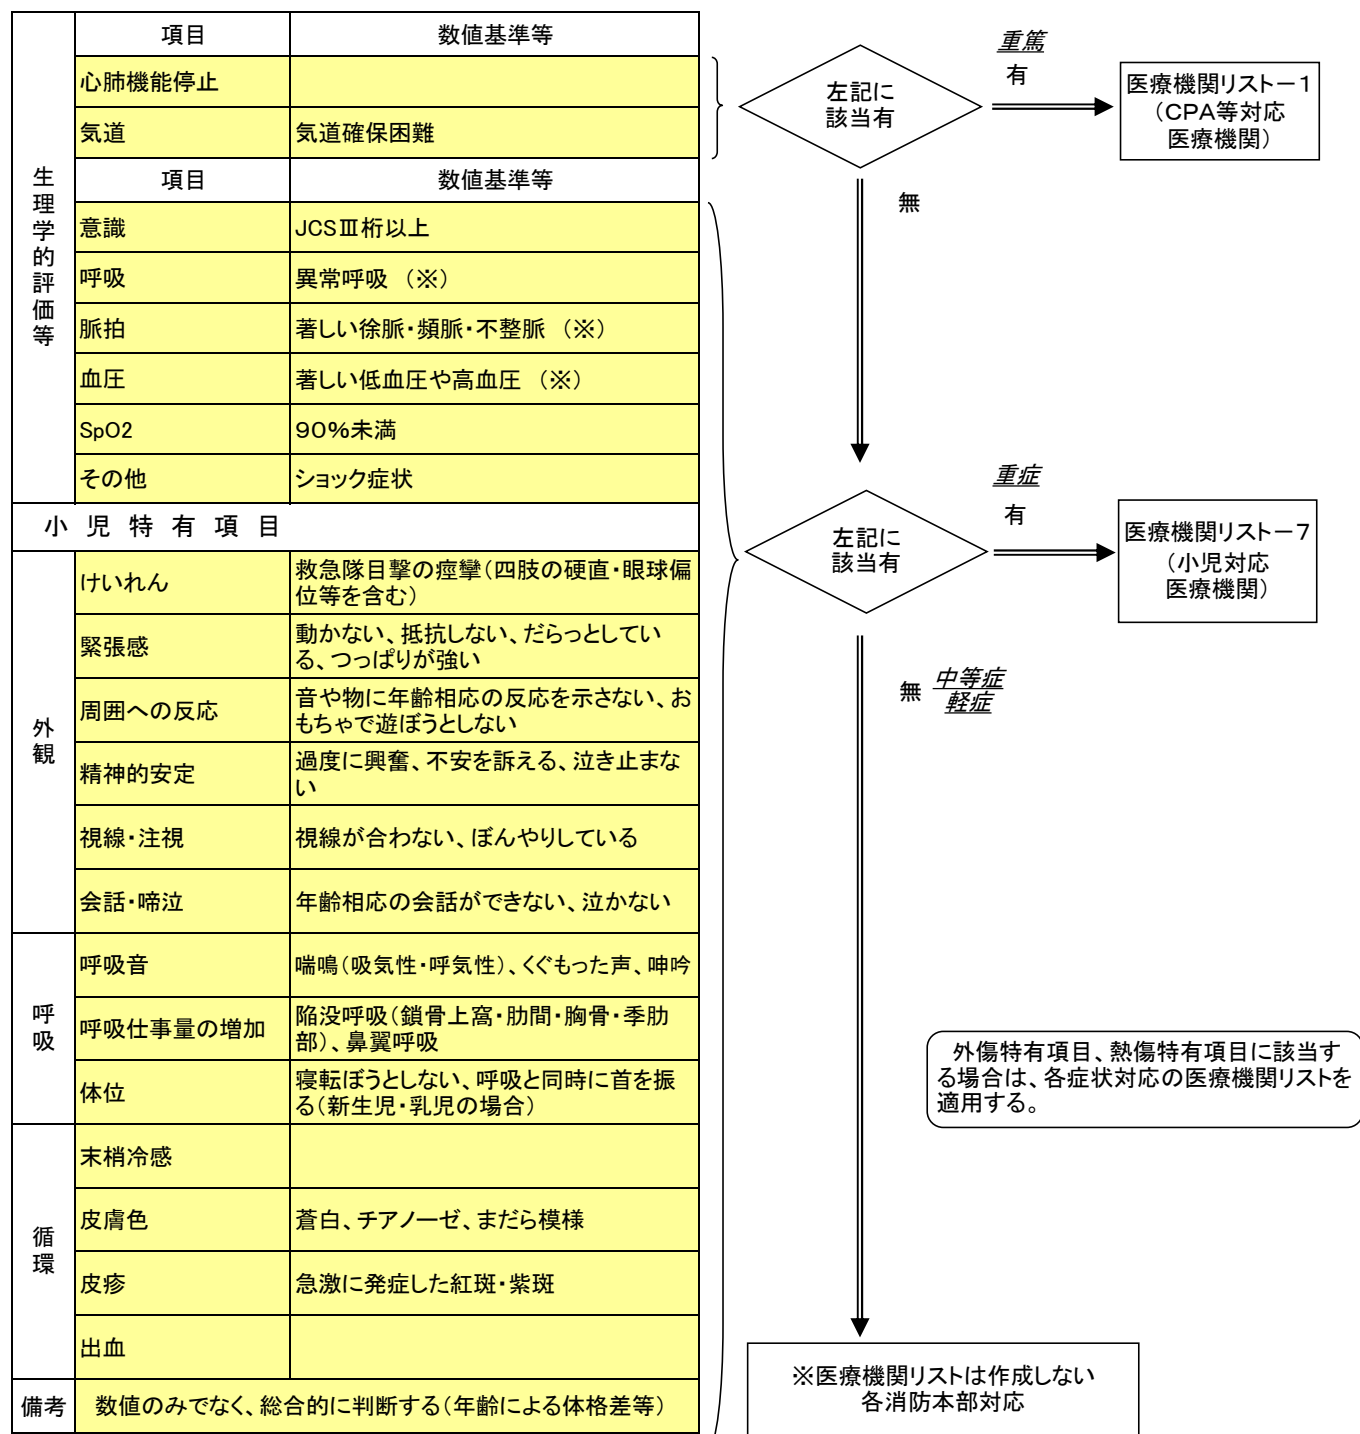 生理学的評価等
項目 数値基準等
心肺機能停止
気道 気道確保困難
項目 数値基準等
意識 JCSⅢ桁以上
呼吸 異常呼吸 （※）
脈拍 著しい徐脈・頻脈・不整脈 （※）
血圧 著しい低血圧や高血圧 （※）
SpO2 90％未満
その他 ショック症状
小児特有項目
外観
けいれん 救急隊目撃の痙攣（四肢の硬直・眼球偏
位等を含む）
緊張感 動かない、抵抗しない、だらっとしてい
る、つっぱりが強い
周囲への反応 音や物に年齢相応の反応を示さない、お
もちゃで遊ぼうとしない
精神的安定 過度に興奮、不安を訴える、泣き止まな
い
視線・注視 視線が合わない、ぼんやりしている
会話・啼泣 年齢相応の会話ができない、泣かない
呼吸
呼吸音 喘鳴（吸気性・呼気性）、くぐもった声、呻吟
呼吸仕事量の増加 陥没呼吸（鎖骨上窩・肋間・胸骨・季肋
部）、鼻翼呼吸
体位 寝転ぼうとしない、呼吸と同時に首を振
る（新生児・乳児の場合）
循環
末梢冷感
皮膚色 蒼白、チアノーゼ、まだら模様
皮疹 急激に発症した紅斑・紫斑
出血
備考 数値のみでなく、総合的に判断する（年齢による体格差等）
左記に
該当有
重篤
有
医療機関リストー１
（ＣＰＡ等対応
医療機関）
無
左記に
該当有
重症
有
医療機関リストー７
（小児対応
医療機関）
無
中等症
軽症
外傷特有項目、熱傷特有項目に該当す
る場合は、各症状対応の医療機関リストを
適用する。
※医療機関リストは作成しない
各消防本部対応